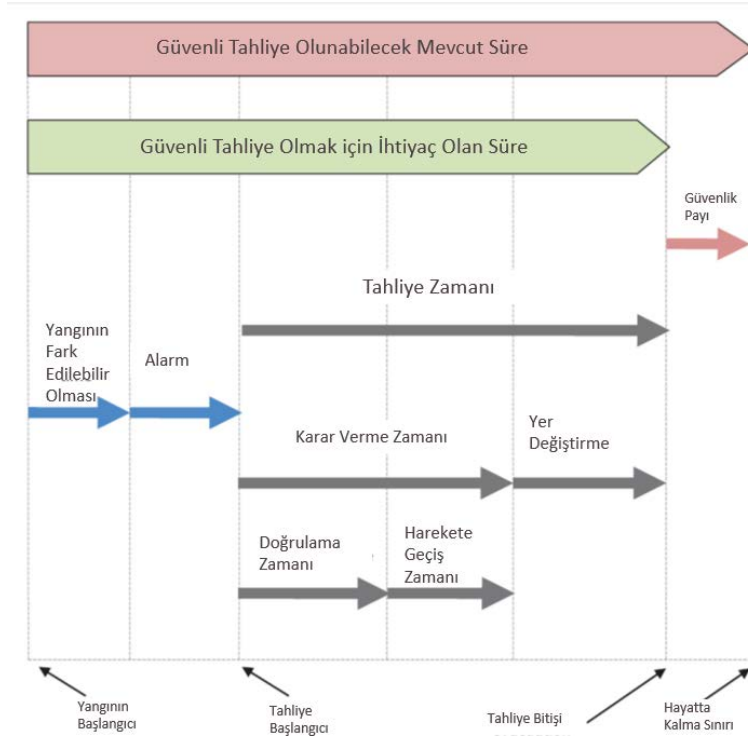 Güvenli Tahliye Olunabilecek Mevcut Süre
Güvenli Tahliye Olmak için İhtiyaç Olan Süre
Güvenlik
Payı
Tahliye Zamanı
Yangının
Fark
Edilebilir
Olması
Alarm
Karar Verme Zamanı
Yer
Değiştirme
Doğrulama
Zamanı
Harekete
Geçiş
Zamanı
Yangının
Başlangıcı
Tahliye
Başlangıcı
Tahliye Bitişi
Hayatta
Kalma Sınırı